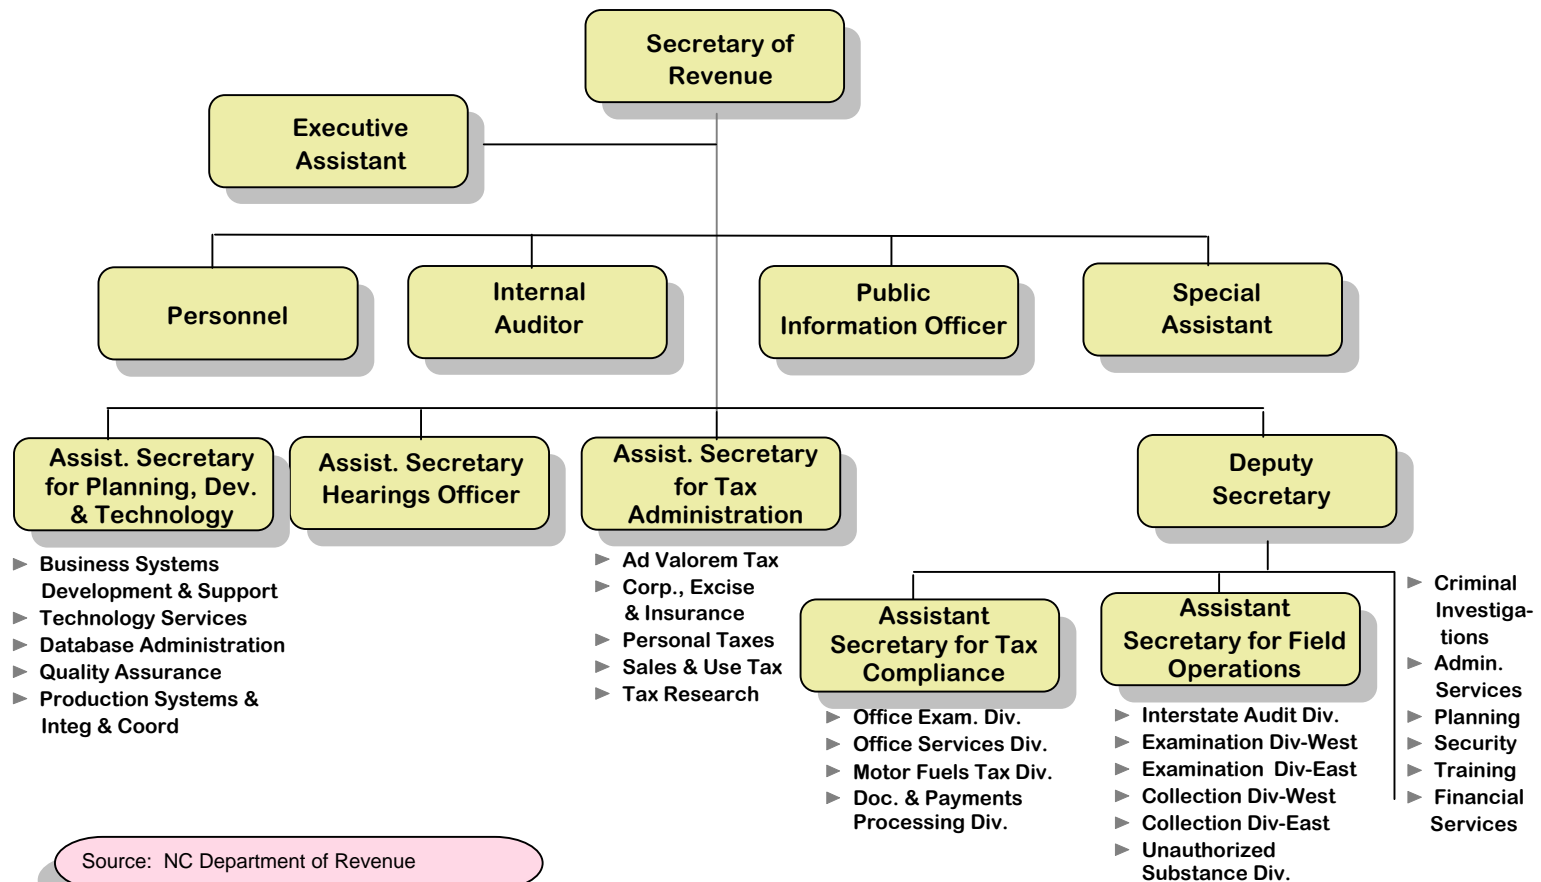 Secretary of
Revenue
Executive
Assistant
Personnel
Internal
Auditor
Public
Information Officer
Special
Assistant
Assist. Secretary
for Planning, Dev.
& Technology
Assist. Secretary
Hearings Officer
Assist. Secretary
for Tax
Administration
Deputy
Secretary
Business Systems
Development & Support
Technology Services
Database Administration
Quality Assurance
Production Systems &
Integ & Coord
Ad Valorem Tax
Corp., Excise
& Insurance
Personal Taxes
Sales & Use Tax
Tax Research
Assistant
Secretary for Tax
Compliance
Office Exam. Div.
Office Services Div.
Motor Fuels Tax Div.
Doc. & Payments
Processing Div.
Assistant
Secretary for Field
Operations
Interstate Audit Div.
Examination Div-West
Examination Div-East
Collection Div-West
Collection Div-East
Unauthorized
Substance Div.
Criminal
Investiga-
tions
Admin.
Services
Planning
Security
Training
Financial
Services
Source: NC Department of Revenue